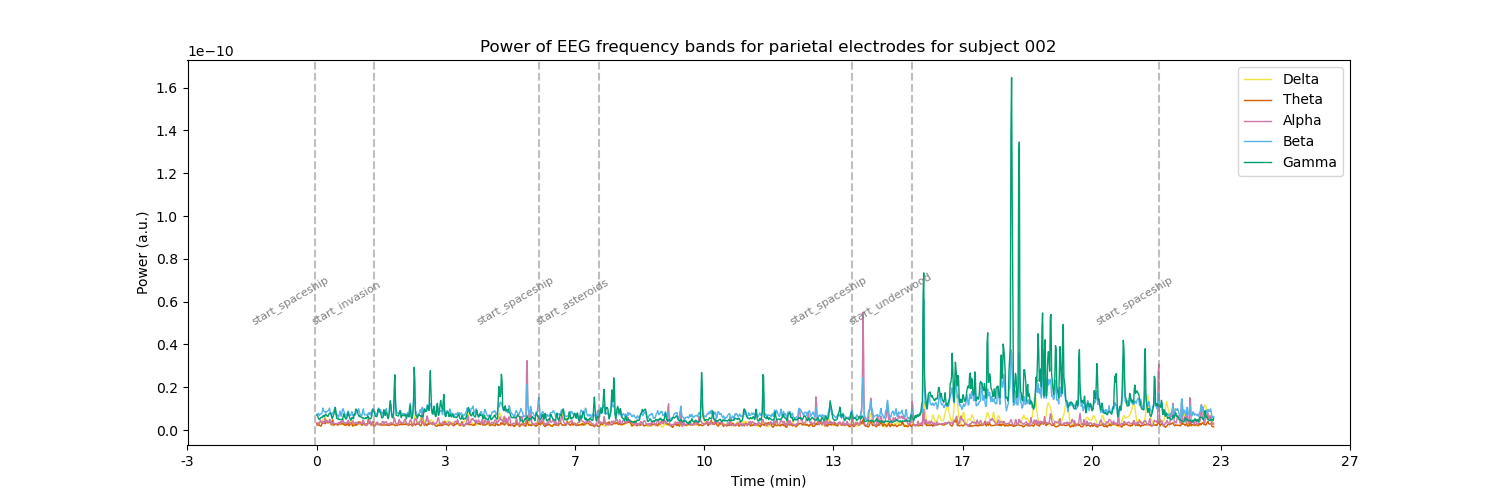 Power of EEG frequency bands for parietal electrodes for subject 002
1e−10
1.6
1.4
1.2
1.0
0.8
0.6
0.4
0.2
0.0
Power (a.u.)
start_spaceship
start_invasion
start_spaceship
start_asteroids
start_spaceship
start_underwood
start_spaceship
Delta
Theta
Alpha
Beta
Gamma
-3 0 3 7 10 13 17 20 23 27
Time (min)